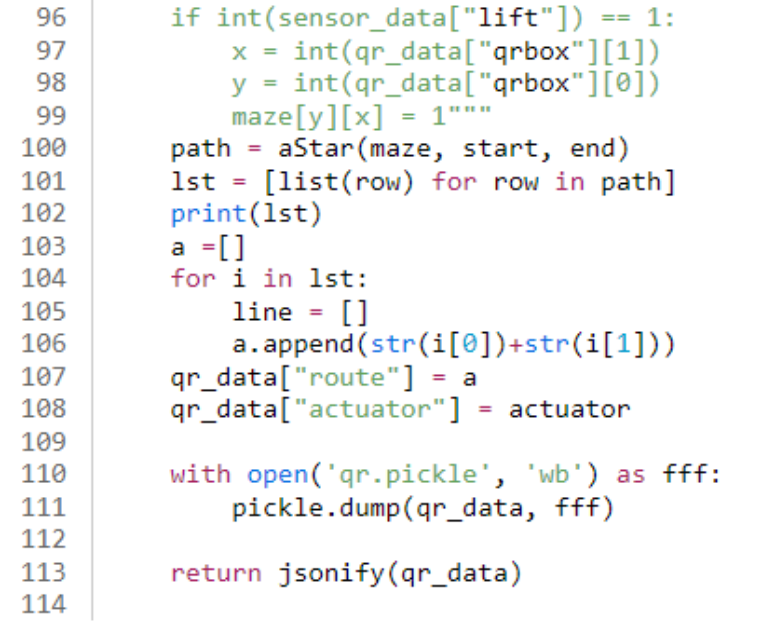 96 if int(sensor_data["lift"]) == 1:
97 x = int(qr_data["qrbox"][1])
98 y = int(qr_data["qrbox"][0])
99 maze[y][x] = 1"""
100 path = aStar(maze, start, end)
101 lst = [list(row) for row in path]
102 print(lst)
103 a =[]
104 for i in lst:
105 line = []
106 a.append(str(i[0])+str(i[1]))
107 qr_data["route"] = a
108 qr_data["actuator"] = actuator
109
110 with open('qr.pickle', 'wb') as fff:
111 pickle.dump(qr_data, fff)
112
113 return jsonify(qr_data)
114